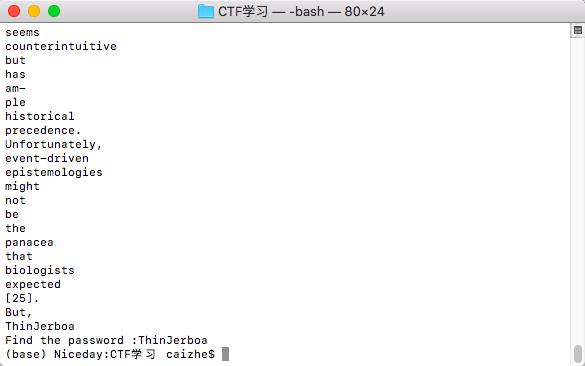 CTF学习 — -bash — 80×24
seems
counterintuitive
but
has
am-
ple
historical
precedence.
Unfortunately,
event-driven
epistemologies
might
not
be
the
panacea
that
biologists
expected
[25].
But,
ThinJerboa
Find the password :ThinJerboa
(base) Niceday:CTF学习 caizhe$